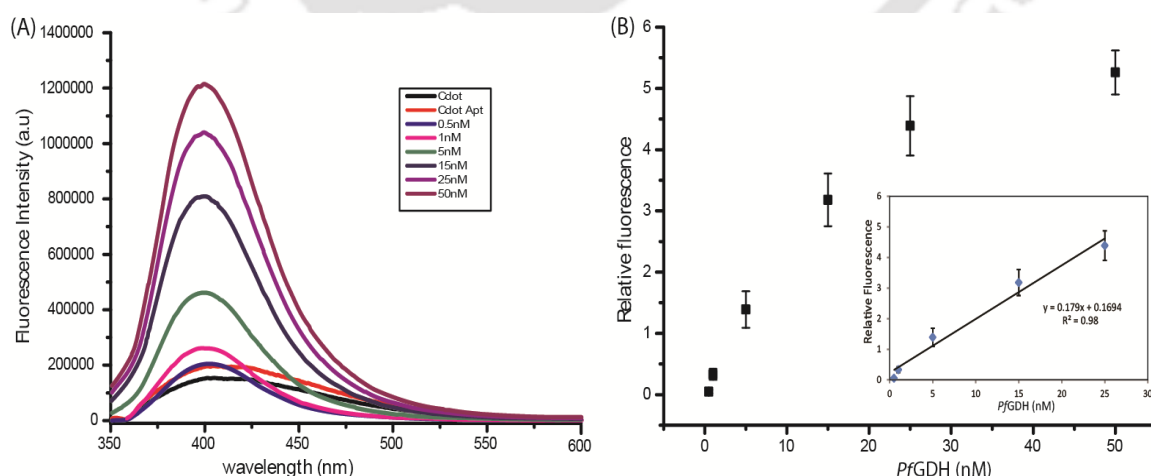 (A)
1400000
1200000
1000000
800000
600000
400000
200000
0
Fluorescence Intensity (a.u)
350
400
450
500
550
600
wavelength (nm)
Cdot
Cdot Apt
0.5nM
1nM
5nM
15nM
25nM
50nM
(B)
6
5
4
3
2
1
0
Relative fluorescence
0
10
20
30
40
50
PfGDH (nM)
6
5
4
3
2
1
0
Relative Fluorescence
y = 0.179x + 0.1694
R² = 0.98
0
5
10
15
20
25
30
PfGDH (nM)